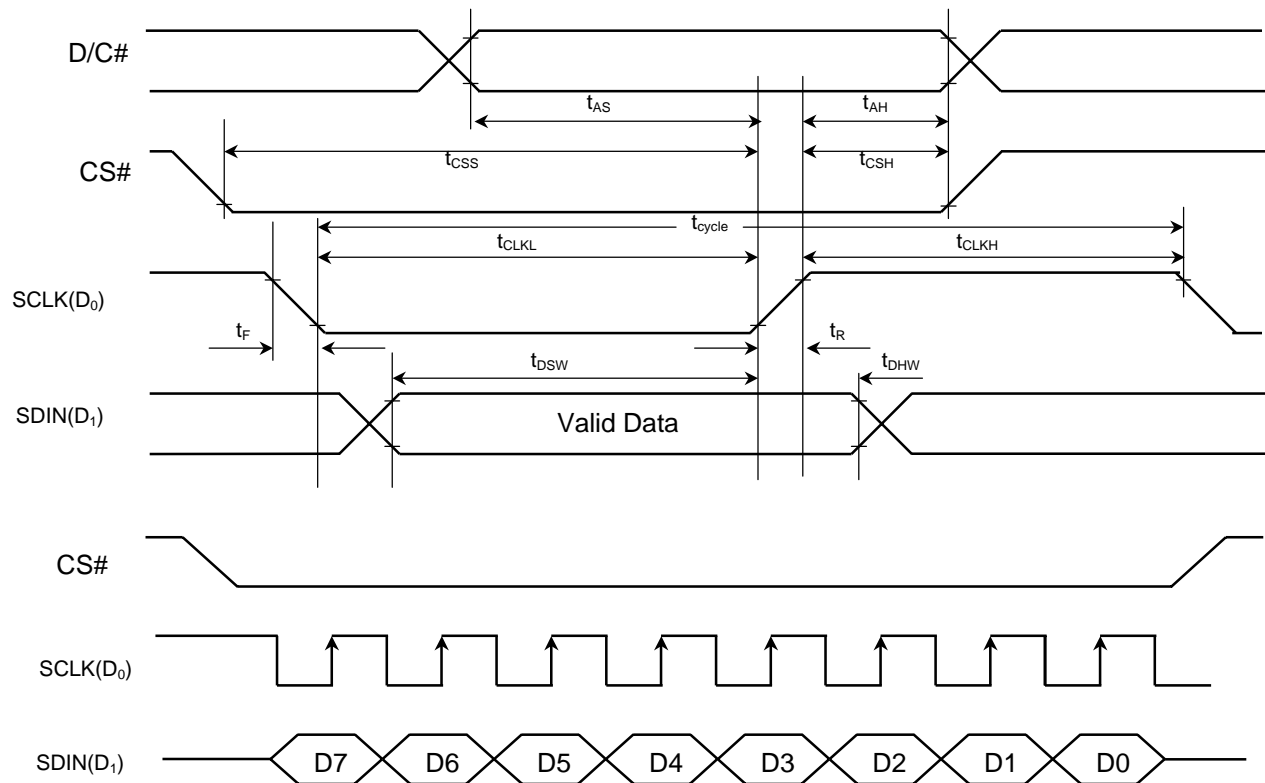 D/C#
tAS
tAH
tCSS
tCSH
CS#
tcycle
tCLKL
tCLKH
SCLK(D0)
tF
tR
tDSW
tDHW
SDIN(D1)
Valid Data
CS#
SCLK(D0)
SDIN(D1)
D7 D6 D5 D4 D3 D2 D1 D0